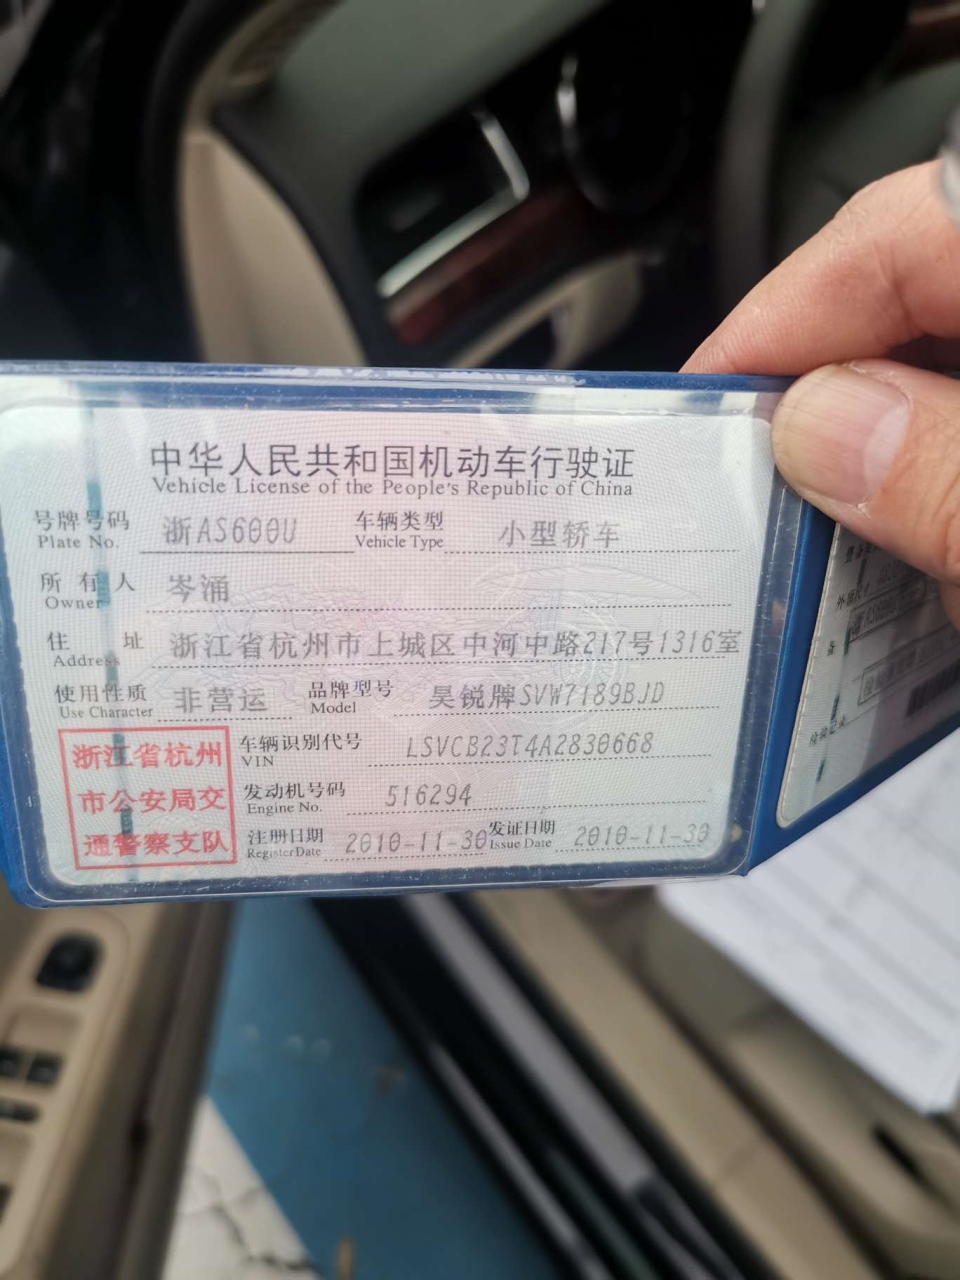 中华人民共和国机动车行驶证
Vehicle License of the People's Republic of China
号牌号码 浙AS600U 车辆类型 小型轿车
Plate No. Vehicle Type
所有人 岑涌
Owner
住址 浙江省杭州市上城区中河中路217号1316室
Address
使用性质 非营运 品牌型号 昊锐牌SVW7189BJD
Use Character Model
浙江省杭州
市公安局交
通警察支队
车辆识别代号 LSVCB23T4A2830668
VIN
发动机号码 516294
Engine No.
注册日期 2010-11-30 发证日期 2010-11-30
Register Date Issue Date